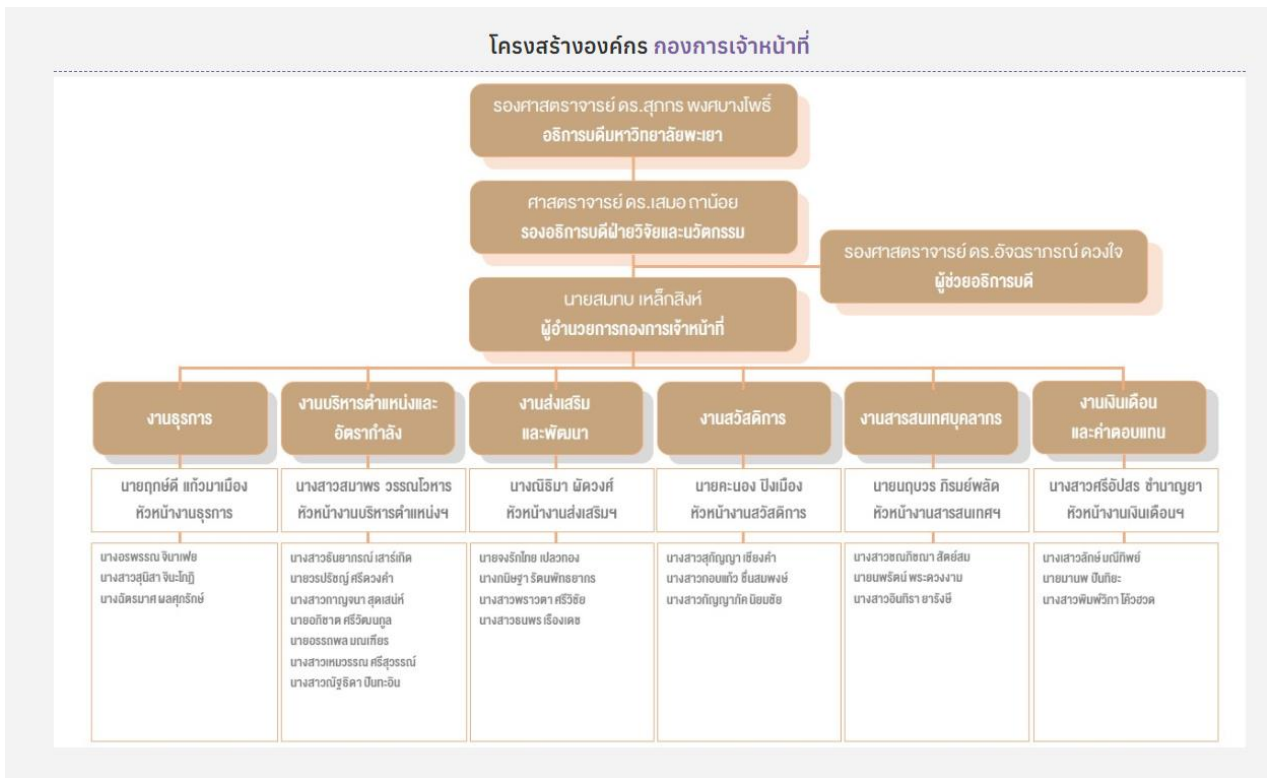 โครงสร้างองค์กร กองการเจ้าหน้าที่
รองศาสตราจารย์ ดร.สุภกร พงศบางโพธิ์
อธิการบดีมหาวิทยาลัยพะเยา
ศาสตราจารย์ ดร.เสมอ ถาน้อย
รองอธิการบดีฝ่ายวิจัยและนวัตกรรม
รองศาสตราจารย์ ดร.อัจฉราภรณ์ ดวงใจ
ผู้ช่วยอธิการบดี
นายสมทบ เหล็กสิงห์
ผู้อำนวยการกองการเจ้าหน้าที่
งานธุรการ
นายฤกษ์ดี แก้วมาเมือง
หัวหน้างานธุรการ
นางอรพรรณ จินาเฟย
นางสาวสุนิสา จินะโกฏิ
นางฉัตรมาศ ผลศุภรักษ์
งานบริหารตำแหน่งและ
อัตรากำลัง
นางสาวสมาพร วรรณโวหาร
หัวหน้างานบริหารตำแหน่งฯ
นางสาวธันยาภรณ์ เสาร์เกิด
นายวรปรัชญ์ ศรีดวงคำ
นางสาวกาญจนา สุดเสน่ห์
นายอภิชาต ศรีวัฒนกูล
นายอรรถพล มณเฑียร
นางสาวเหมวรรณ ศรีสุวรรณ์
นางสาวณัฐธิดา ปันทะอิน
งานส่งเสริม
และพัฒนา
นางณิธิมา ผัดวงศ์
หัวหน้างานส่งเสริมฯ
นายจงรักไทย เปลวทอง
นางกนิษฐา รัตนพัทธยากร
นางสาวพราวตา ศรีวิชัย
นางสาวธนพร เรืองเดช
งานสวัสดิการ
นายคะนอง ปิงเมือง
หัวหน้างานสวัสดิการ
นางสาวสุกัญญา เชียงคำ
นางสาวกอบแก้ว ชื่นสมพงษ์
นางสาวกัญญาภัค นิยมชัย
งานสารสนเทศบุคลากร
นายนฤบวร ภิรมย์พลัด
หัวหน้างานสารสนเทศฯ
นางสาวชณภิชณา สัตย์สม
นายนพรัตน์ พระดวงงาม
นางสาวอินทิรา ยารังษี
งานเงินเดือน
และค่าตอบแทน
นางสาวศรีอัปสร ชำนาญยา
หัวหน้างานเงินเดือนฯ
นางเสาวลักษ์ มณีทิพย์
นายมานพ ปันทิยะ
นางสาวพิมพ์วิภา โค้วฮวด